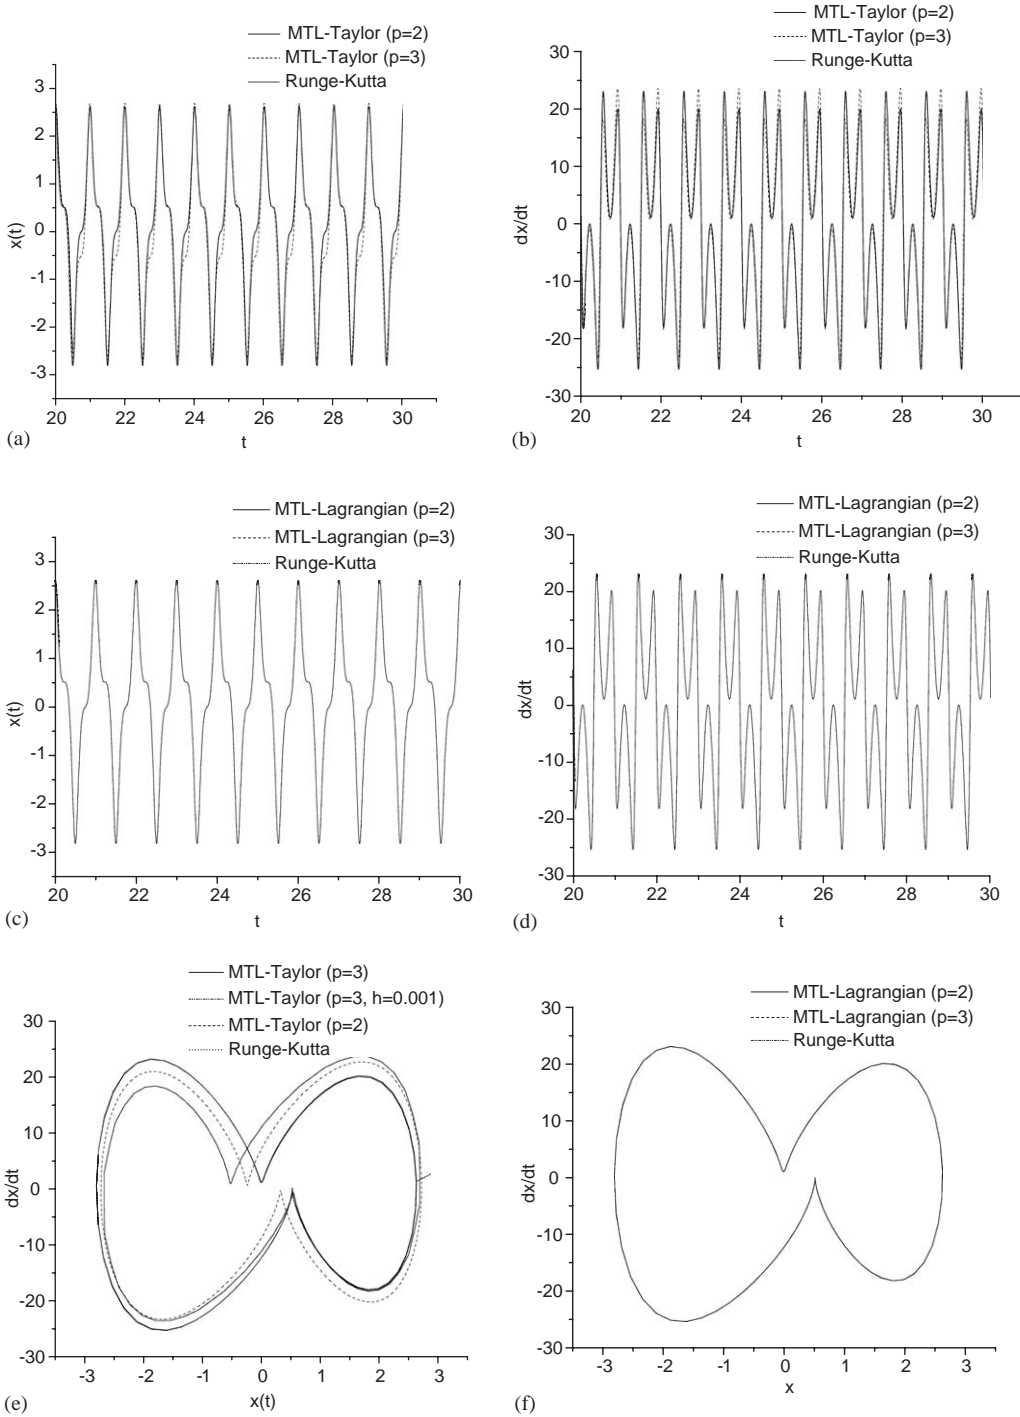 MTL-Taylor (p=2)
MTL-Taylor (p=3)
Runge-Kutta
3
2
1
0
-1
-2
-3
x(t)
20 22 24 26 28 30
t
(a)
MTL-Taylor (p=2)
MTL-Taylor (p=3)
Runge-Kutta
30
20
10
0
-10
-20
-30
dx/dt
20 22 24 26 28 30
t
(b)
MTL-Lagrangian (p=2)
MTL-Lagrangian (p=3)
Runge-Kutta
3
2
1
0
-1
-2
-3
x(t)
20 22 24 26 28 30
t
(c)
MTL-Lagrangian (p=2)
MTL-Lagrangian (p=3)
Runge-Kutta
30
20
10
0
-10
-20
-30
dx/dt
20 22 24 26 28 30
t
(d)
MTL-Taylor (p=3)
MTL-Taylor (p=3, h=0.001)
MTL-Taylor (p=2)
Runge-Kutta
30
20
10
0
-10
-20
-30
dx/dt
-3 -2 -1 0 1 2 3
x(t)
(e)
MTL-Lagrangian (p=2)
MTL-Lagrangian (p=3)
Runge-Kutta
30
20
10
0
-10
-20
-30
dx/dt
-3 -2 -1 0 1 2 3
x
(f)